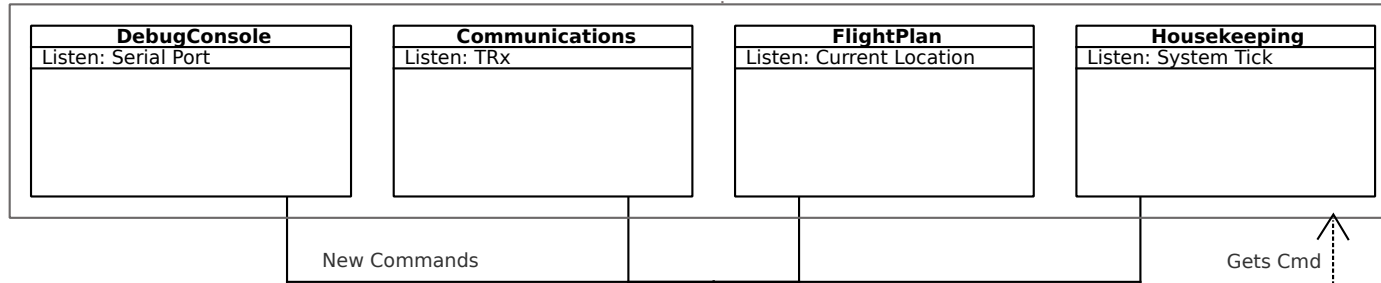 DebugConsole
Listen: Serial Port
Communications
Listen: TRx
FlightPlan
Listen: Current Location
Housekeeping
Listen: System Tick
New Commands
Gets Cmd